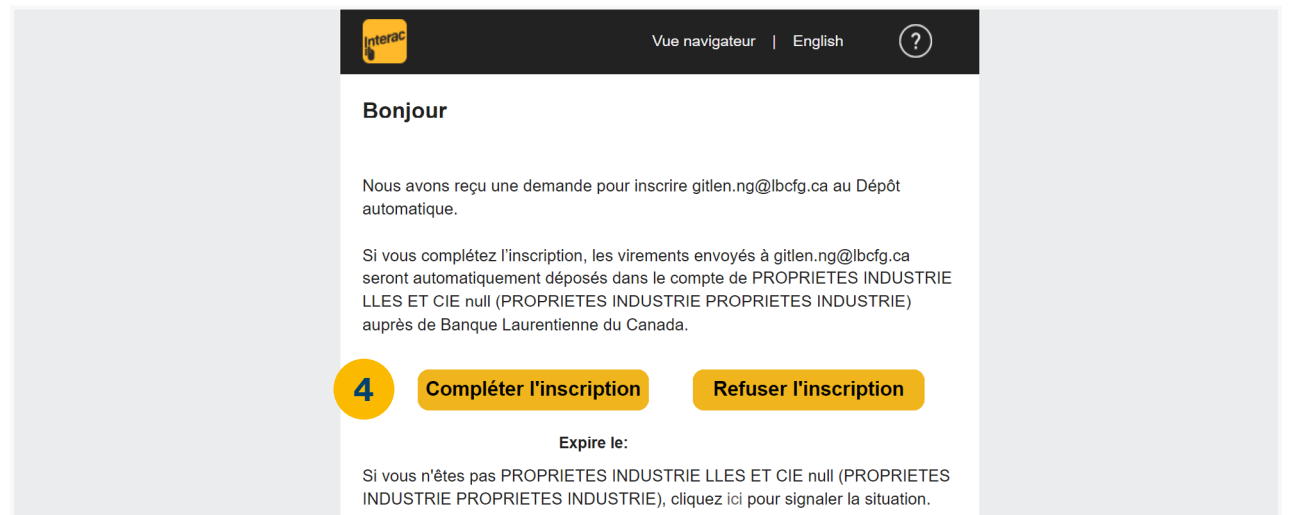 Interac
Vue navigateur | English ?
Bonjour
Nous avons reçu une demande pour inscrire gitlen.ng@lbcfg.ca au Dépôt
automatique.
Si vous complétez l'inscription, les virements envoyés à gitlen.ng@lbcfg.ca
seront automatiquement déposés dans le compte de PROPRIETES INDUSTRIE
LLES ET CIE null (PROPRIETES INDUSTRIE PROPRIETES INDUSTRIE)
auprès de Banque Laurentienne du Canada.
4 Compléter l'inscription Refuser l'inscription
Expire le:
Si vous n'êtes pas PROPRIETES INDUSTRIE LLES ET CIE null (PROPRIETES
INDUSTRIE PROPRIETES INDUSTRIE), cliquez ici pour signaler la situation.